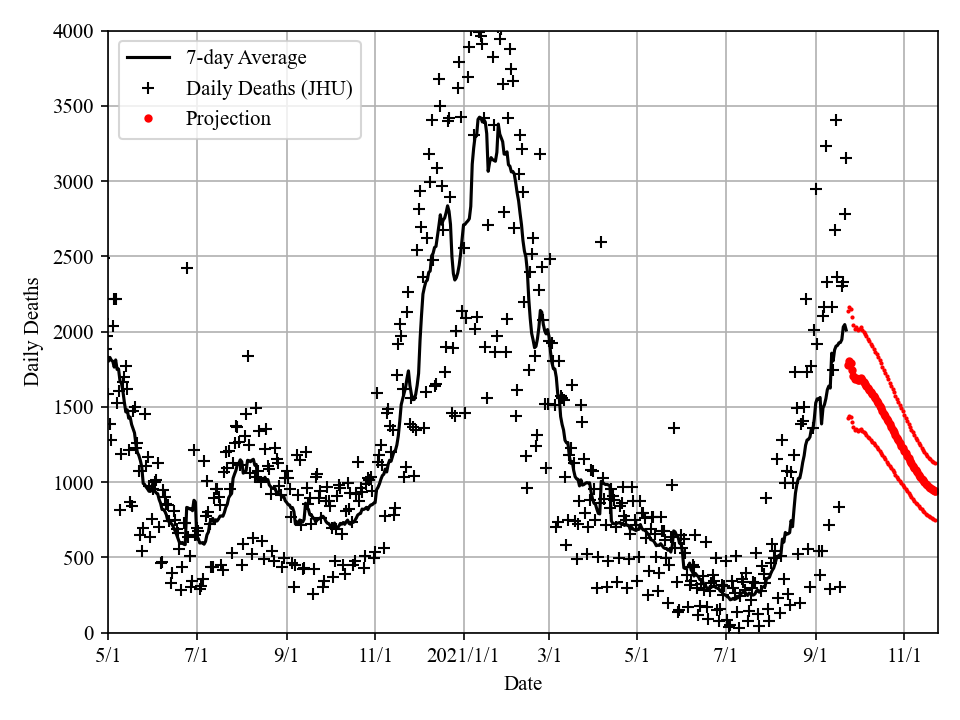 4000
3500
3000
2500
2000
1500
1000
500
0
Daily Deaths
7-day Average
Daily Deaths (JHU)
Projection
5/1 7/1 9/1 11/1 2021/1/1 3/1 5/1 7/1 9/1 11/1
Date